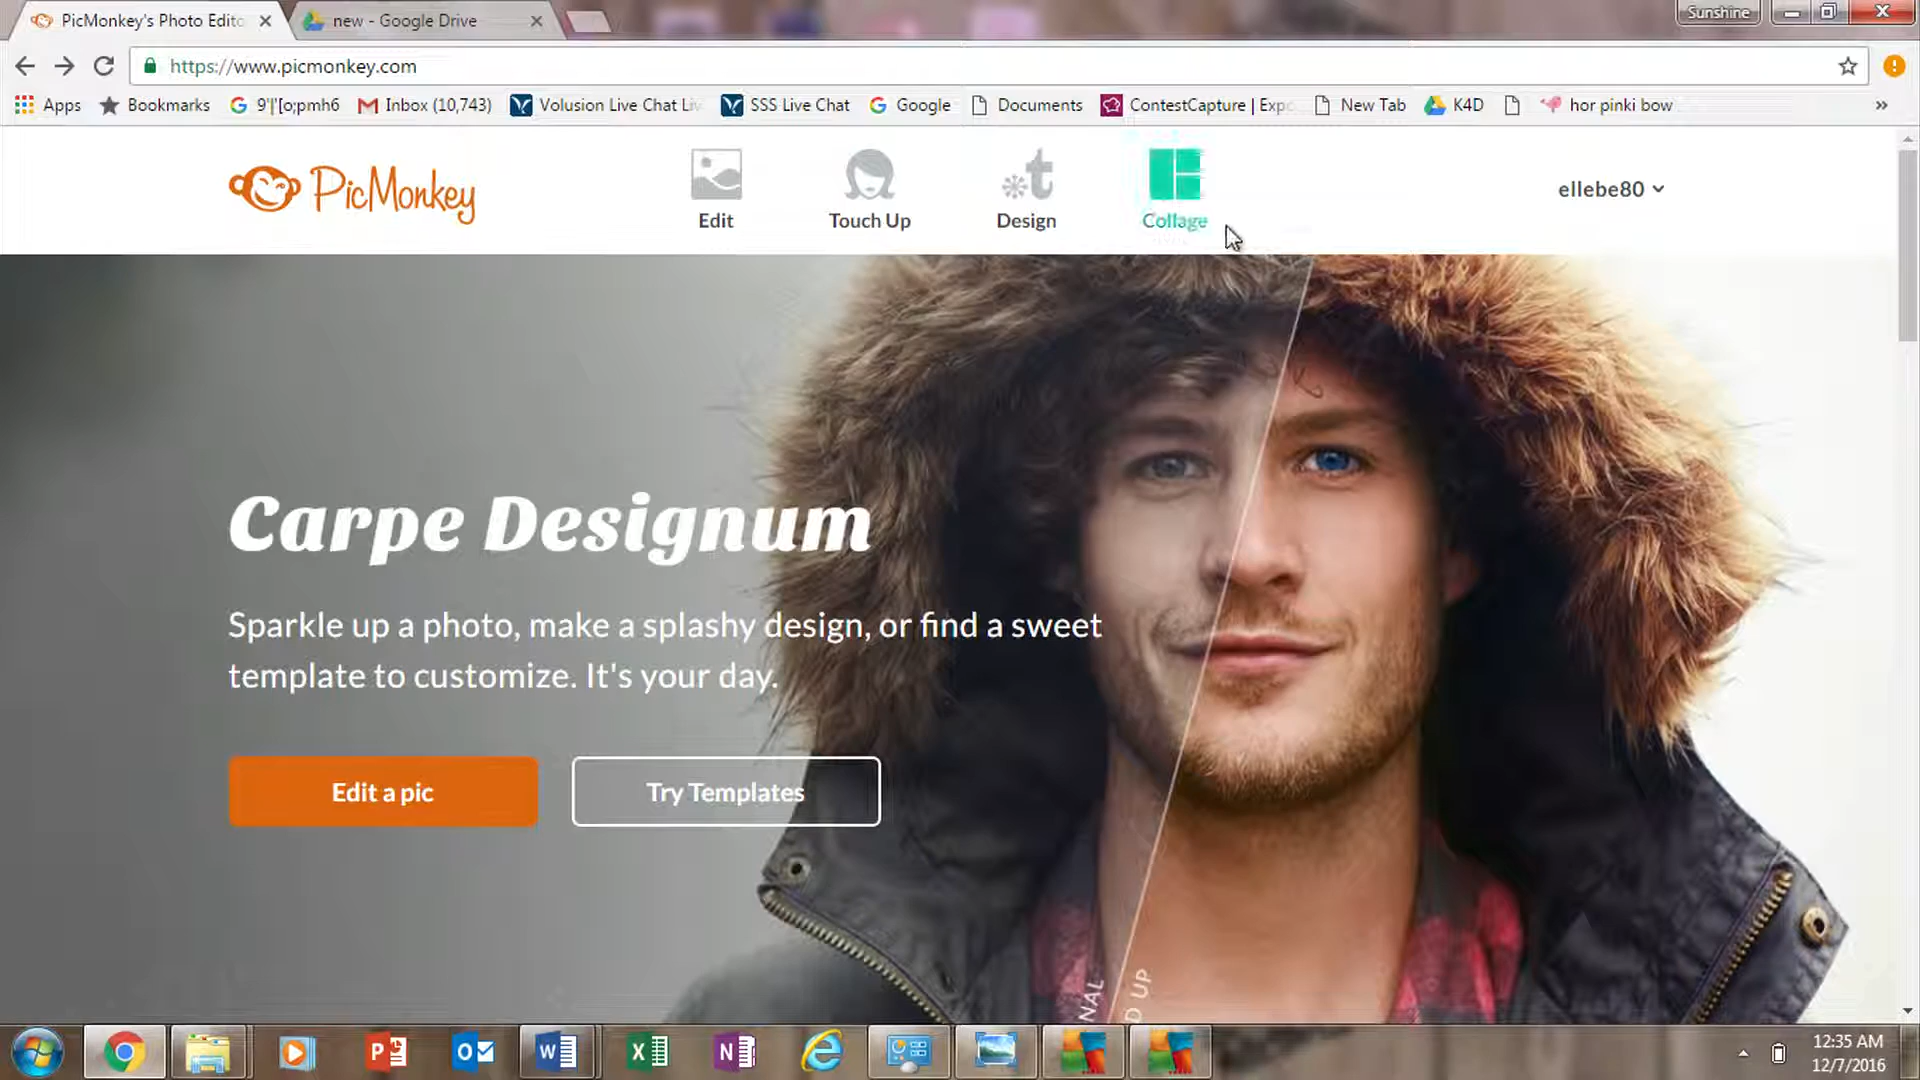 PicMonkey's Photo Edito
new - Google Drive
Sunshine
https://www.picmonkey.com
Apps
Bookmarks
9'|'[o;pmh6
Inbox (10,743)
Volusion Live Chat Li
SSS Live Chat
Google
Documents
ContestCapture | Expo
New Tab
K4D
hor pinki bow
»
PicMonkey
Edit
Touch Up
Design
Collage
ellebe80
Carpe Designum
Sparkle up a photo, make a splashy design, or find a sweet
template to customize. It's your day.
Edit a pic
Try Templates
NAL
D UP
12:35 AM
12/7/2016